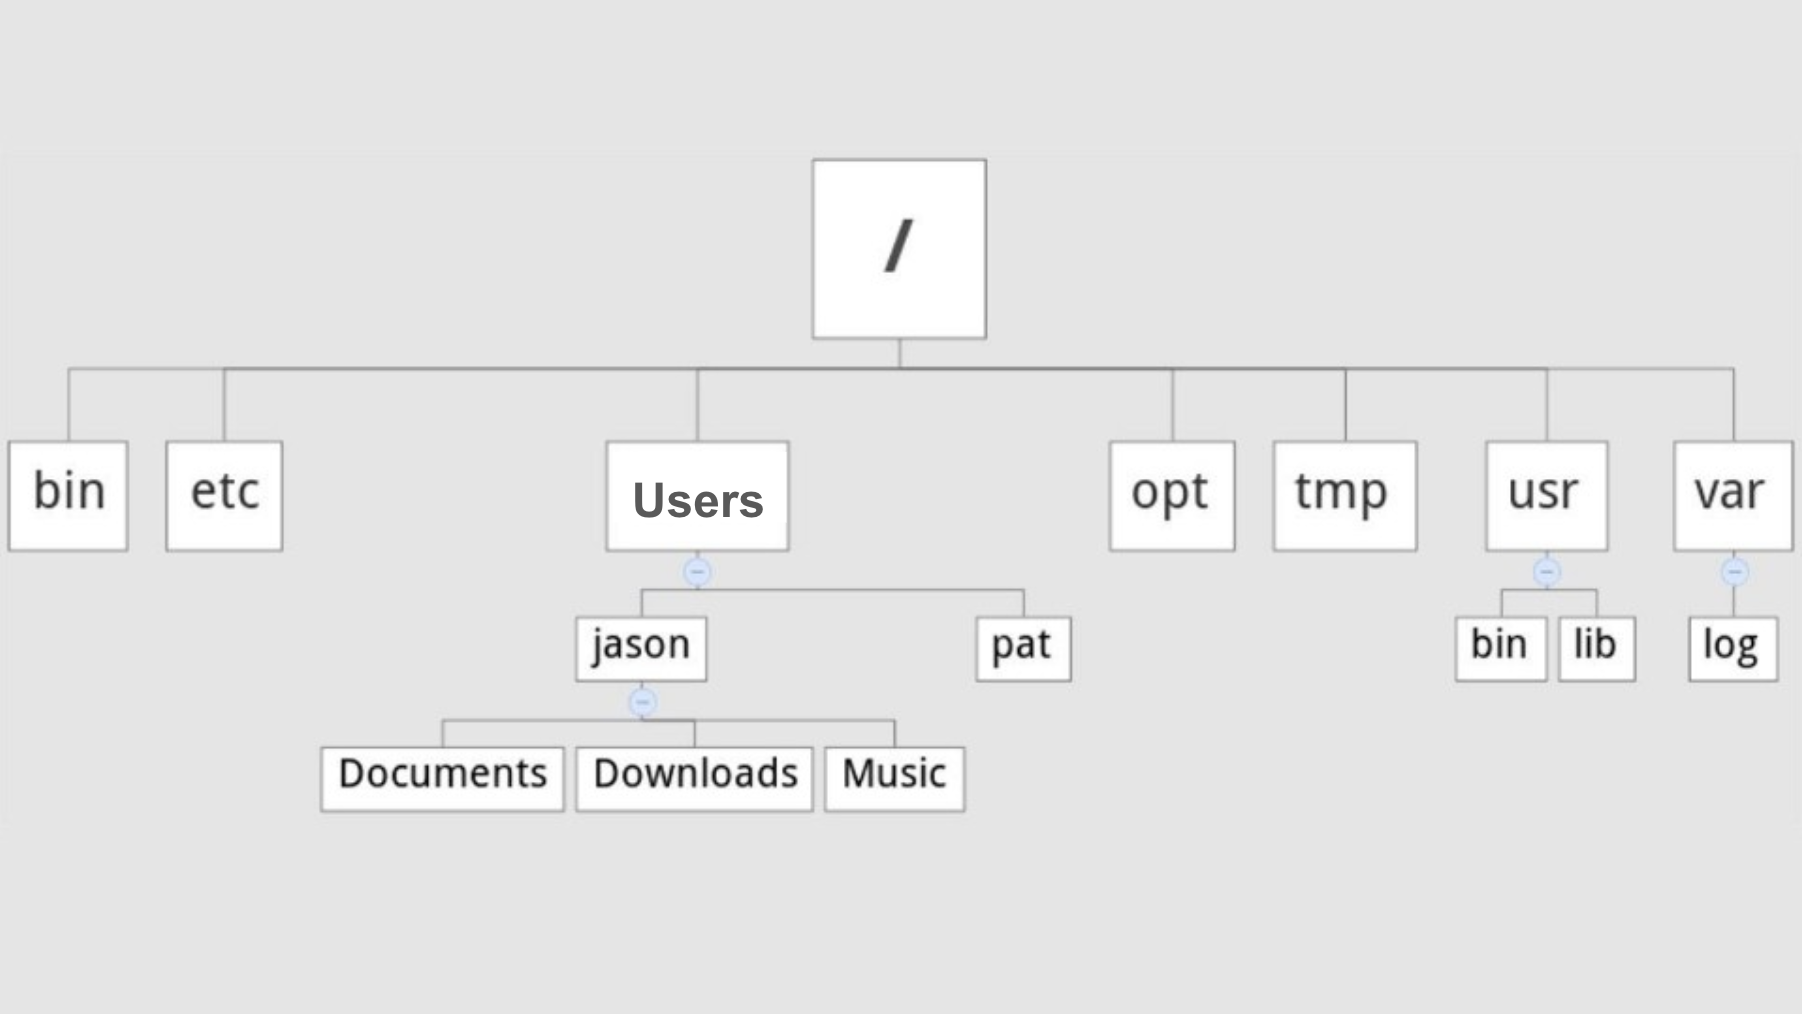 /
bin
etc
Users
opt
tmp
usr
var
jason
pat
bin
lib
log
Documents
Downloads
Music